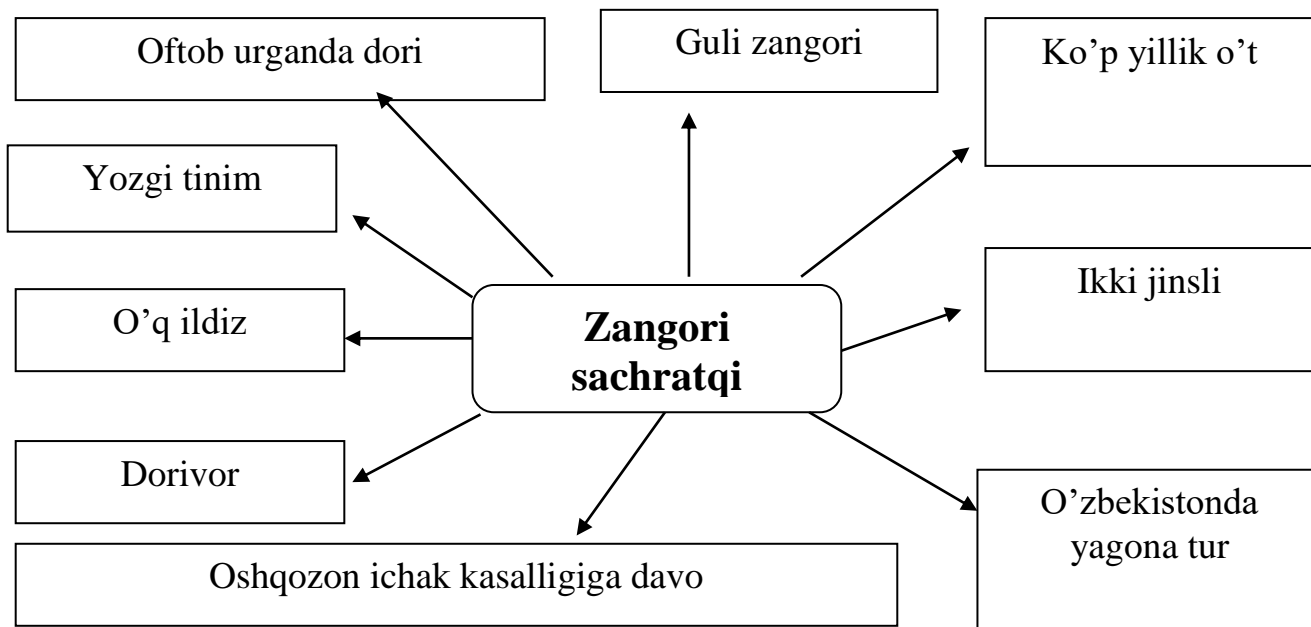 Oftob urganda dori
Guli zangori
Ko’p yillik o’t
Yozgi tinim
O’q ildiz
Zangori
sachratqi
Ikki jinsli
Dorivor
O’zbekistonda
yagona tur
Oshqozon ichak kasalligiga davo